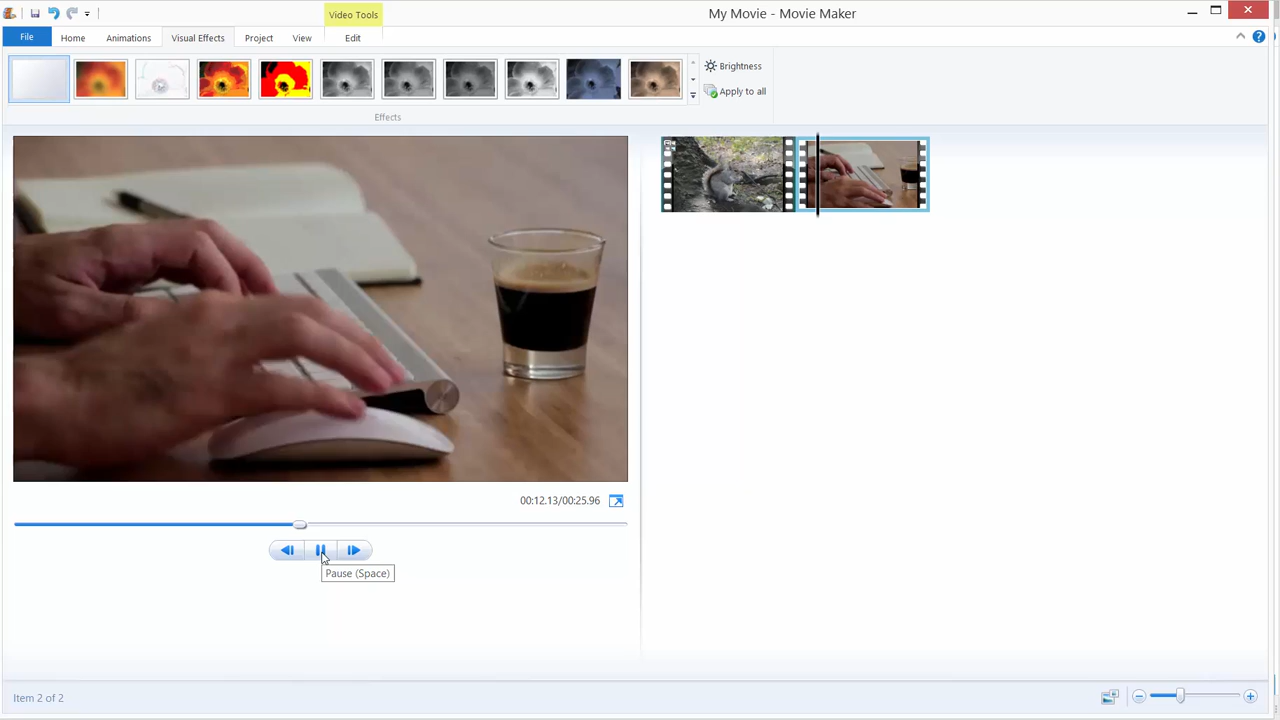 Video Tools
My Movie - Movie Maker
File
Home
Animations
Visual Effects
Project
View
Edit
Brightness
Apply to all
Effects
00:12.13/00:25.96
Pause (Space)
Item 2 of 2